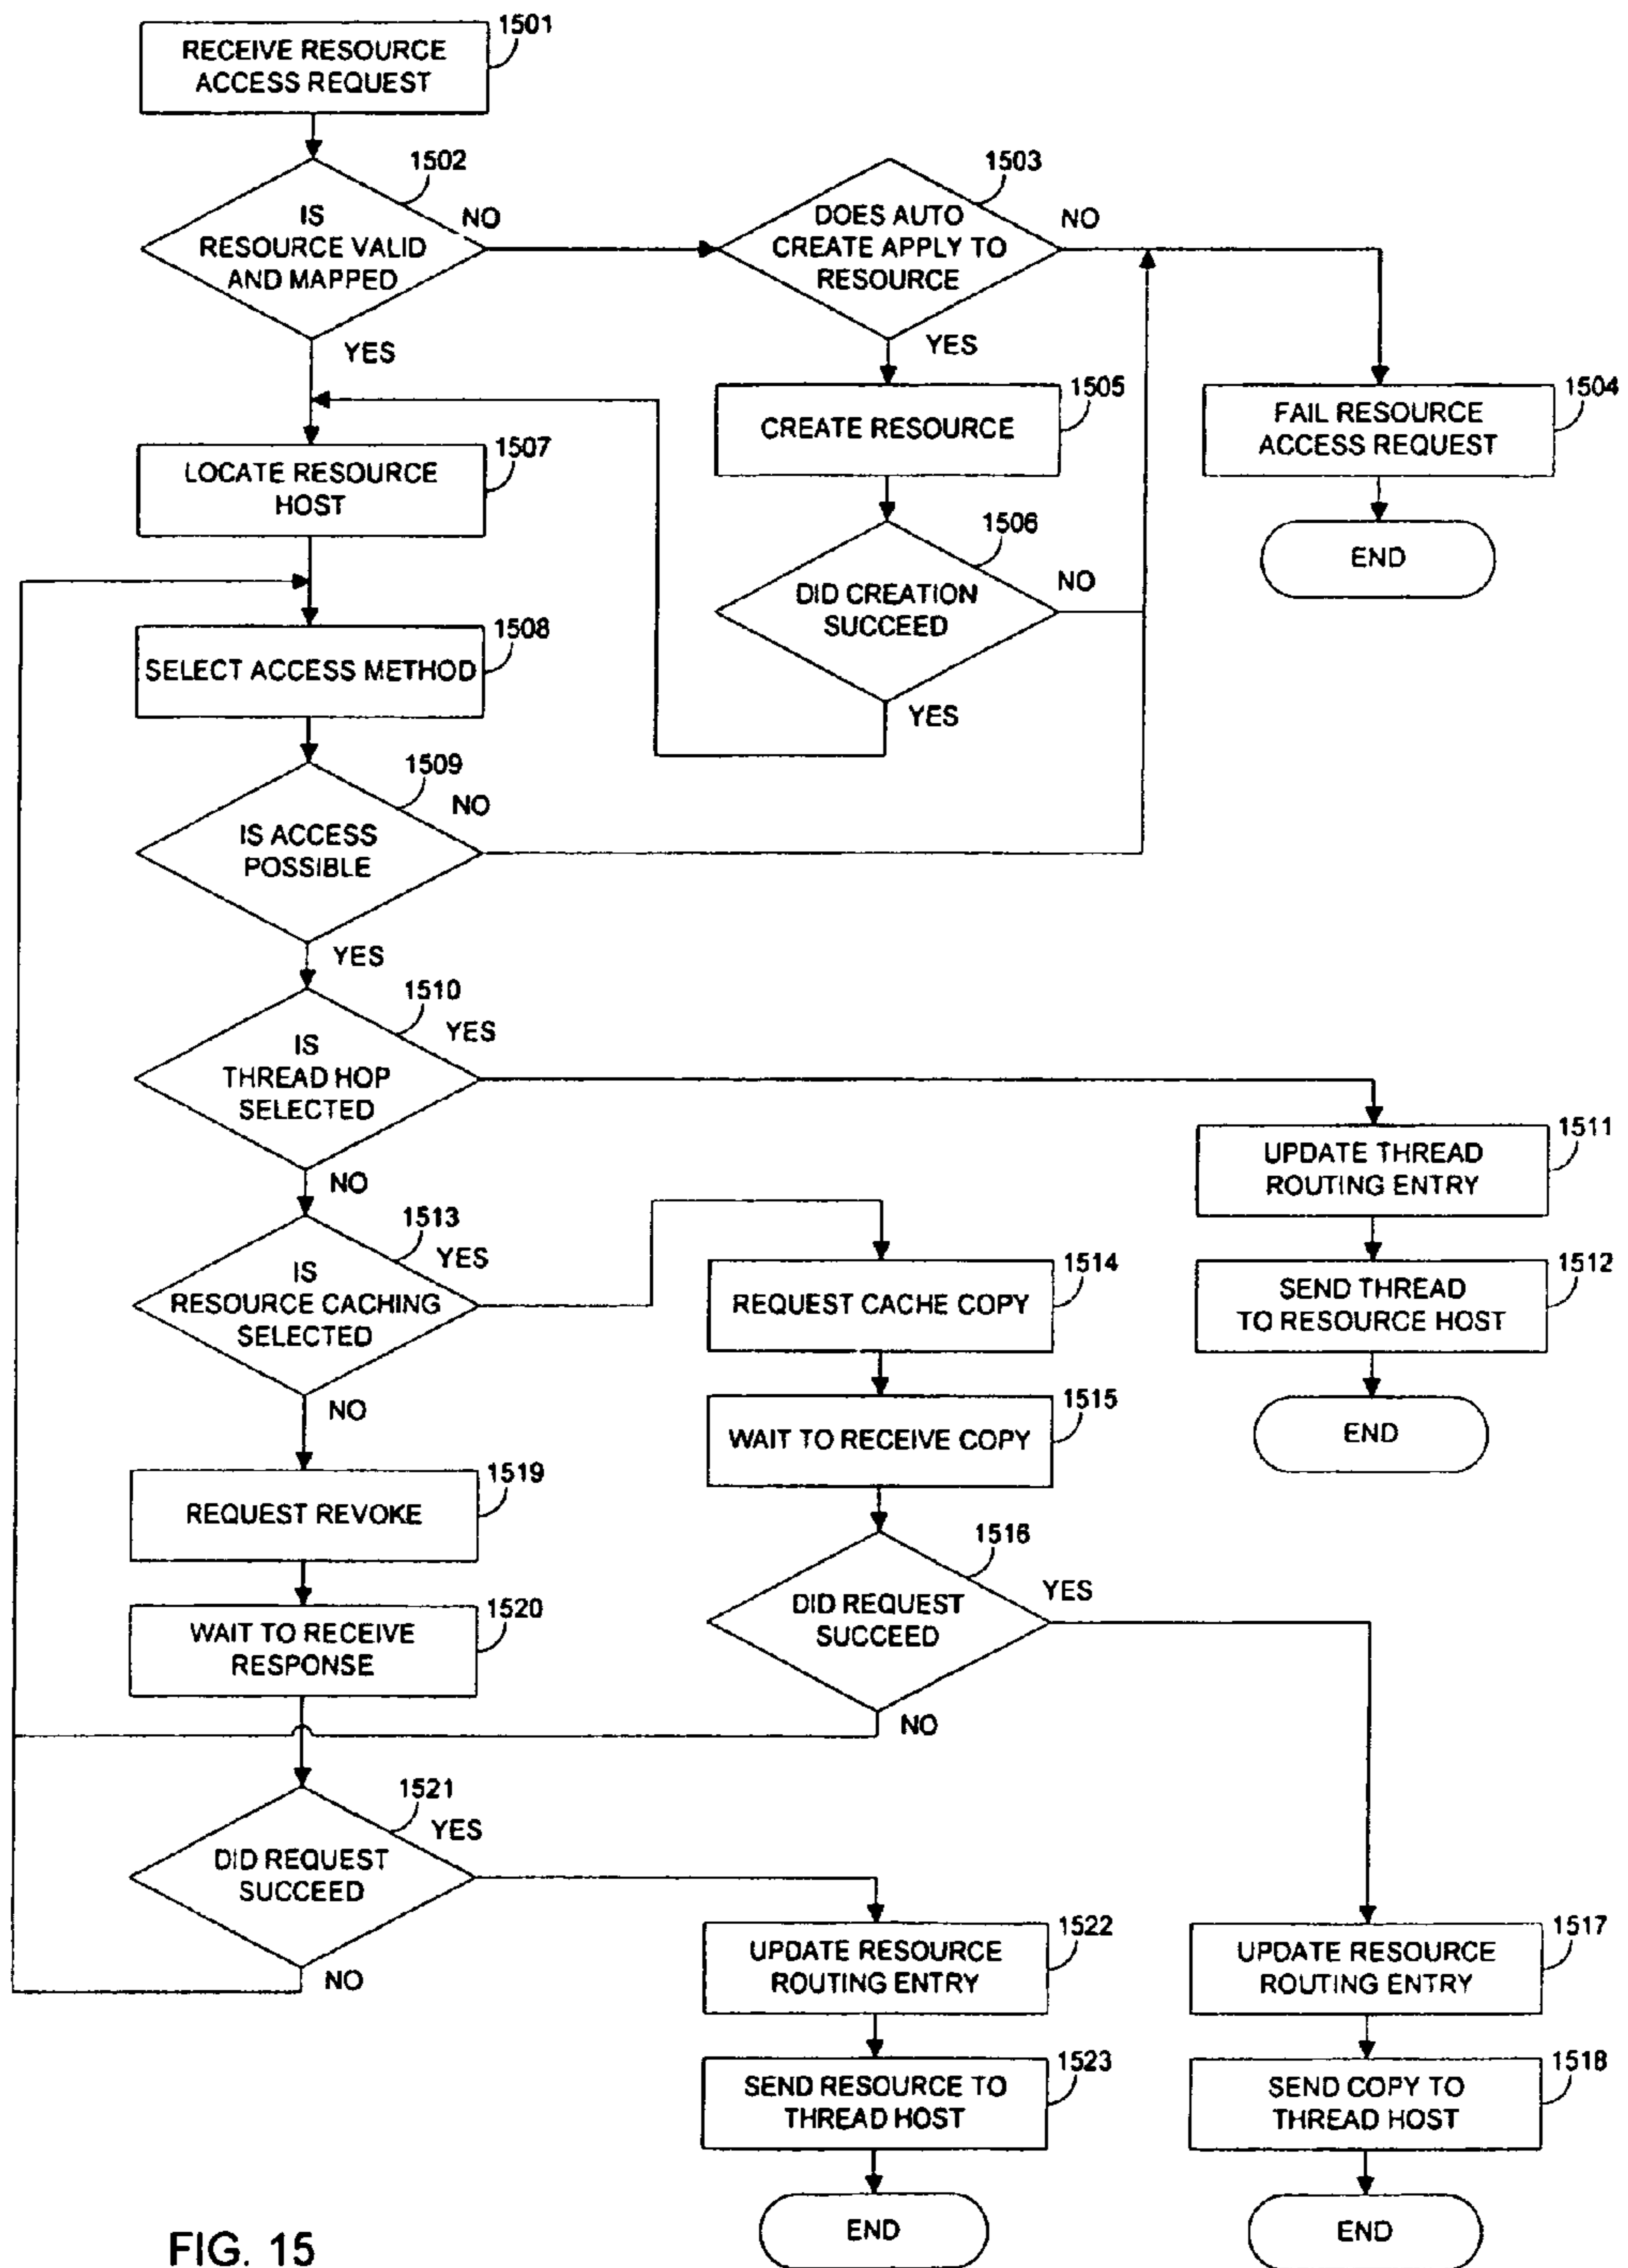 1501
RECEIVE RESOURCE
ACCESS REQUEST
1502
IS
RESOURCE VALID
AND MAPPED
NO
YES
1503
DOES AUTO
CREATE APPLY TO
RESOURCE
NO
YES
1504
FAIL RESOURCE
ACCESS REQUEST
END
1505
CREATE RESOURCE
1506
DID CREATION
SUCCEED
NO
YES
1507
LOCATE RESOURCE
HOST
1508
SELECT ACCESS METHOD
1509
IS ACCESS
POSSIBLE
NO
YES
1510
IS
THREAD HOP
SELECTED
YES
NO
1511
UPDATE THREAD
ROUTING ENTRY
1512
SEND THREAD
TO RESOURCE HOST
END
1513
IS
RESOURCE CACHING
SELECTED
YES
NO
1514
REQUEST CACHE COPY
1515
WAIT TO RECEIVE COPY
1516
DID REQUEST
SUCCEED
YES
NO
1519
REQUEST REVOKE
1520
WAIT TO RECEIVE
RESPONSE
1521
DID REQUEST
SUCCEED
YES
NO
1522
UPDATE RESOURCE
ROUTING ENTRY
1523
SEND RESOURCE TO
THREAD HOST
END
1517
UPDATE RESOURCE
ROUTING ENTRY
1518
SEND COPY TO
THREAD HOST
END
FIG. 15